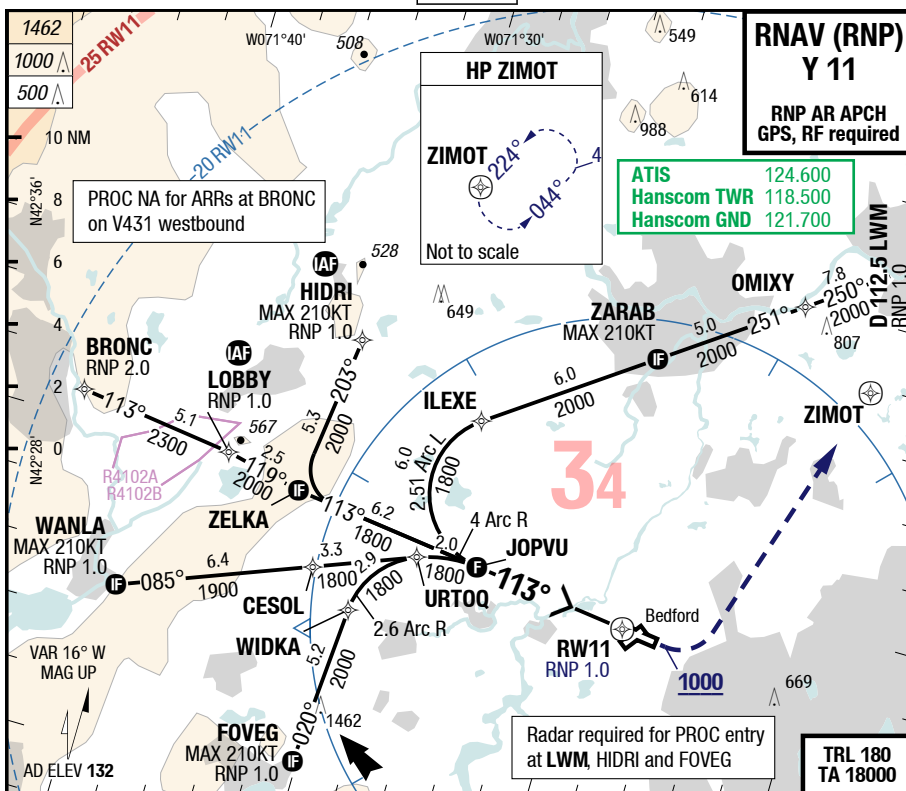 1462
1000
500
25 RW11
W071°40'
508
W071°30'
549
614
988
RNAV (RNP)
Y 11
RNP AR APCH
GPS, RF required
HP ZIMOT
ZIMOT
224°
044°
4
Not to scale
10 NM
20 RW11
N42°36'
8
PROC NA for ARRs at BRONC
on V431 westbound
ATIS 124.600
Hanscom TWR 118.500
Hanscom GND 121.700
6
IAF
528
HIDRI
MAX 210KT
RNP 1.0
649
OMIXY
7.8
250°
2000
D 112.5 LWM
RNP 1.0
ZARAB
MAX 210KT
5.0
251°
2000
807
4
BRONC
RNP 2.0
IAF
LOBBY
RNP 1.0
203°
5.3
2000
IF
6.0
2000
ILEXE
ZIMOT
2
113°
5.1
2300
567
2.5
119°
2000
6.0
2.51 Arc L
1800
34
0
N42°28'
R4102A
R4102B
IF
ZELKA
113°
6.2
1800
4 Arc R
2.0
1800
F
JOPVU
113°
WANLA
MAX 210KT
RNP 1.0
IF
085°
6.4
1900
3.3
1800
2.9
1800
CESOL
URTOQ
WIDKA
2.6 Arc R
Bedford
RW11
RNP 1.0
1000
669
VAR 16° W
MAG UP
5.2
2000
020°
1462
FOVEG
MAX 210KT
RNP 1.0
IF
AD ELEV 132
Radar required for PROC entry
at LWM, HIDRI and FOVEG
TRL 180
TA 18000